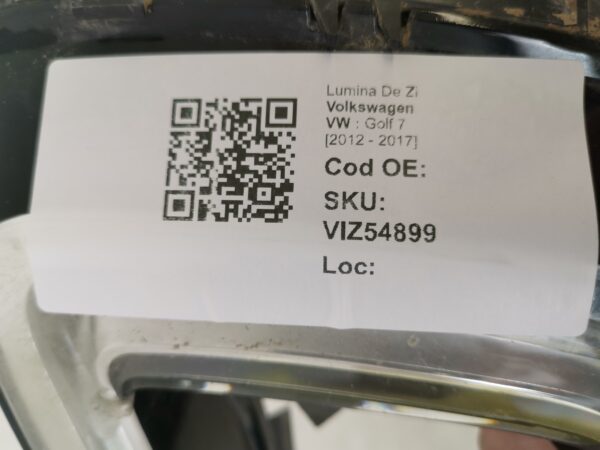 Lumina De Zi
Volkswagen
VW : Golf 7
[2012 - 2017]
Cod OE:
SKU:
VIZ54899
Loc: